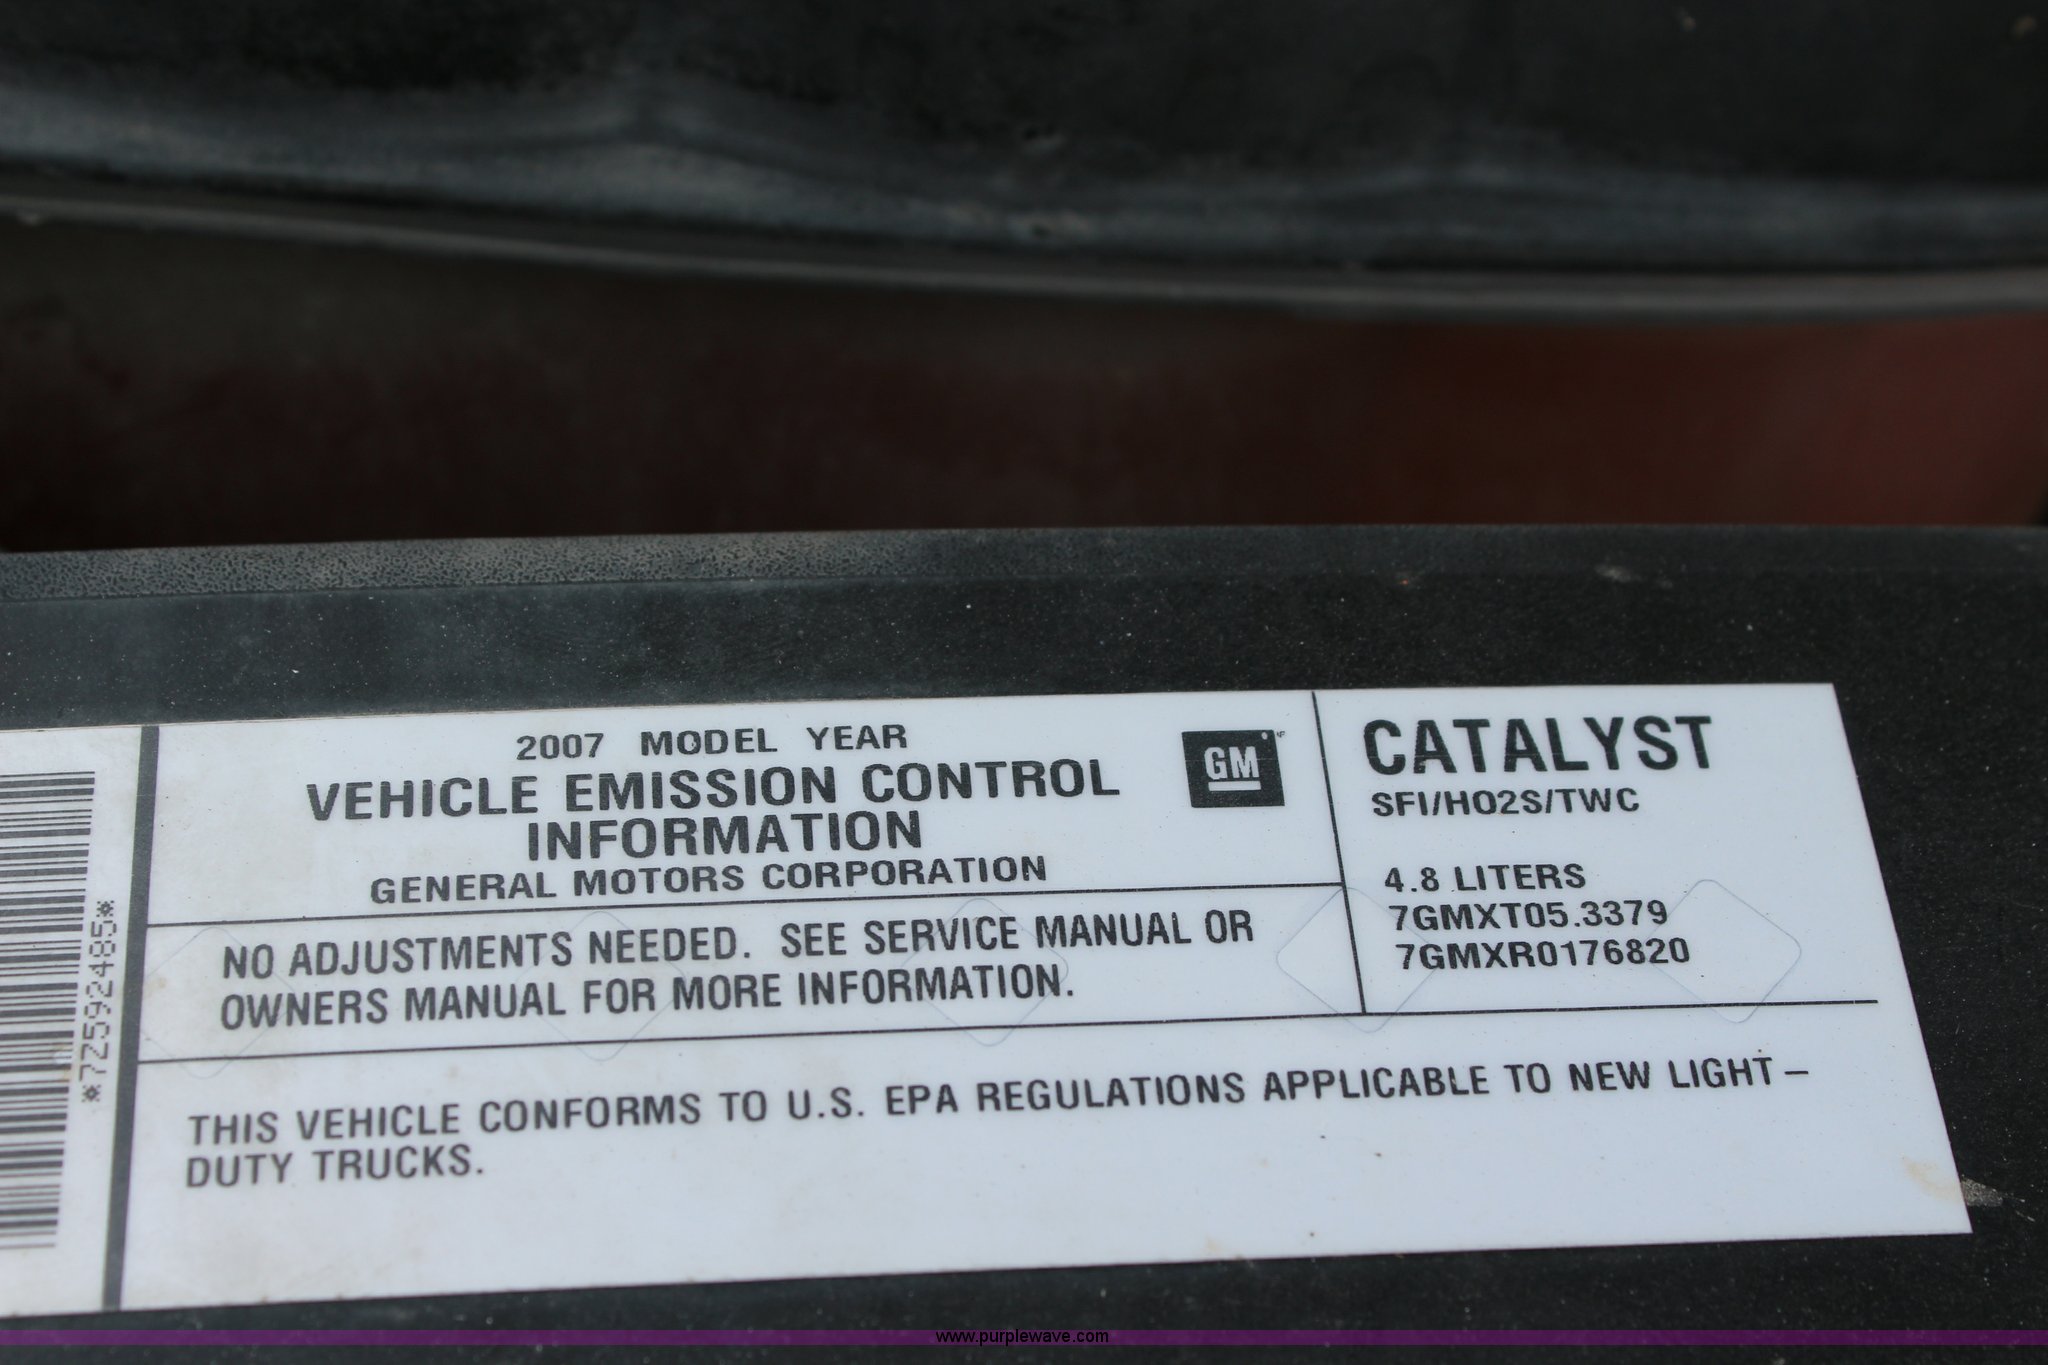 2007 MODEL YEAR
VEHICLE EMISSION CONTROL
INFORMATION
GENERAL MOTORS CORPORATION
GM
CATALYST
SFI/HO2S/TWC
4.8 LITERS
7GMXT05.3379
7GMXR0176820
NO ADJUSTMENTS NEEDED. SEE SERVICE MANUAL OR
OWNERS MANUAL FOR MORE INFORMATION.
THIS VEHICLE CONFORMS TO U.S. EPA REGULATIONS APPLICABLE TO NEW LIGHT–
DUTY TRUCKS.
*7Z5924485*
www.purplewave.com